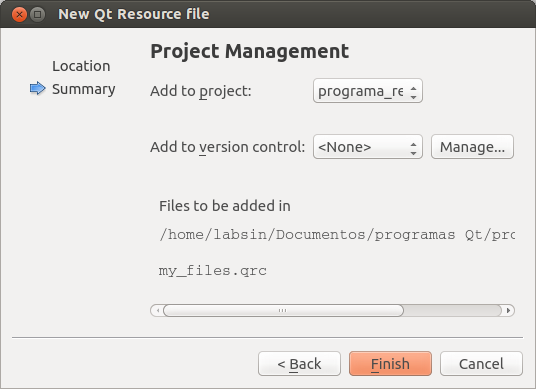 New Qt Resource file
Project Management
Location
Summary
Add to project:
programa_re
Add to version control:
<None>
Manage...
Files to be added in
/home/labsin/Documentos/programas Qt/pro
my_files.qrc
< Back
Finish
Cancel